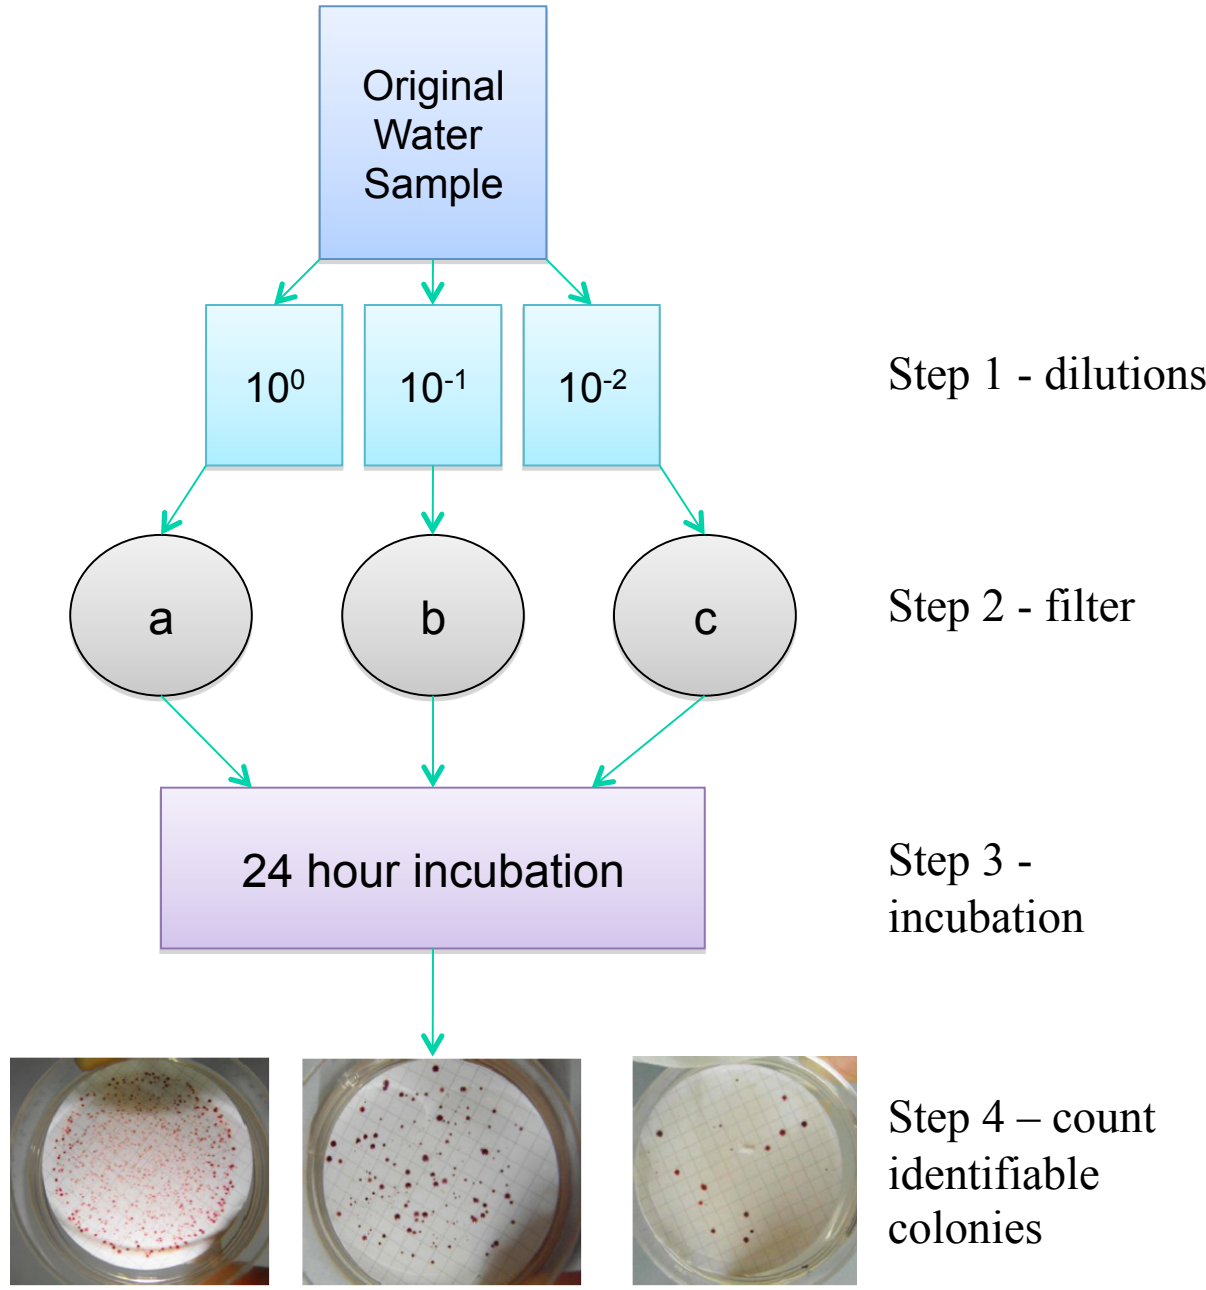 Original
Water
Sample
10⁰
10⁻¹
10⁻²
Step 1 - dilutions
a
b
c
Step 2 - filter
24 hour incubation
Step 3 -
incubation
Step 4 – count
identifiable
colonies